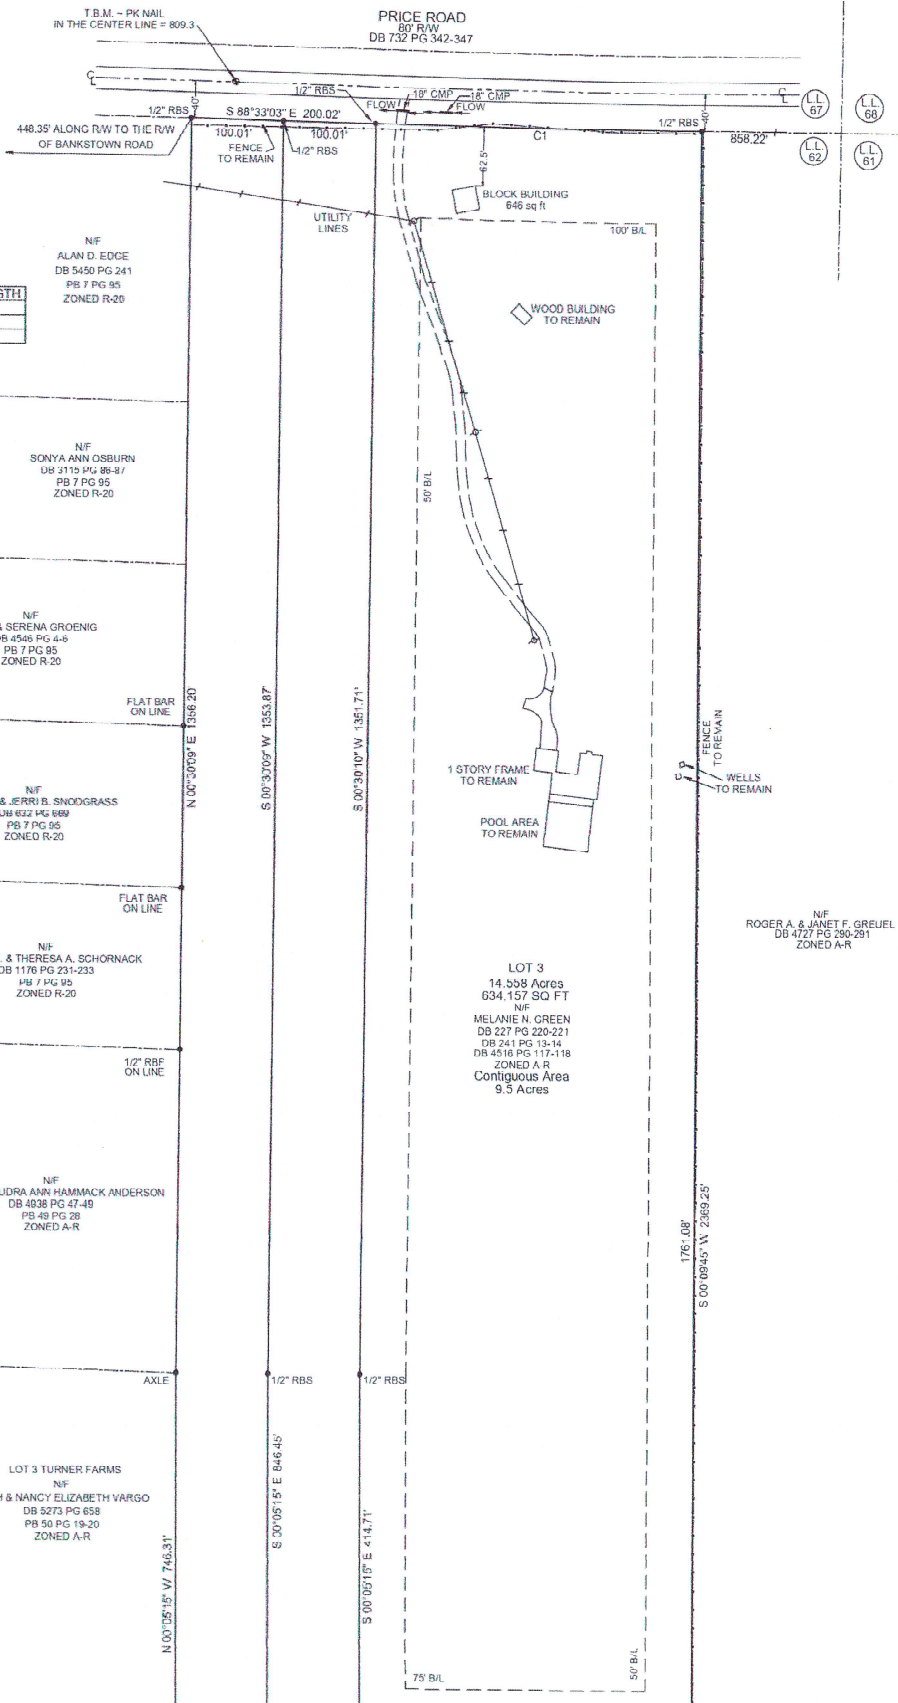 T.B.M. ~ PK NAIL
IN THE CENTER LINE = 809.3
PRICE ROAD
80' R/W
DB 732 PG 342-347
1/2" RBS
40'
S 88°33'03" E 200.02'
1/2" RBS
18" CMP
18" CMP
FLOW
FLOW
1/2" RBS
40'
L.L.
67
L.L.
68
448.35' ALONG R/W TO THE R/W
OF BANKSTOWN ROAD
100.01'
100.01'
FENCE
TO REMAIN
1/2" RBS
C1
858.22'
L.L.
62
L.L.
61
62.5'
BLOCK BUILDING
646 sq ft
UTILITY
LINES
100' B/L
N/F
ALAN D. EDGE
DB 5450 PG 241
PB 7 PG 95
ZONED R-20
GTH
WOOD BUILDING
TO REMAIN
N/F
SONYA ANN OSBURN
DB 3115 PG 86-87
PB 7 PG 95
ZONED R-20
50' B/L
N/F
& SERENA GROENIG
DB 4546 PG 4-6
PB 7 PG 95
ZONED R-20
FLAT BAR
ON LINE
N 00°30'09" E 1356.20'
S 00°30'09" W 1353.87'
S 00°30'10" W 1351.71'
FENCE
TO REMAIN
1 STORY FRAME
TO REMAIN
WELLS
TO REMAIN
N/F
& JERRI B. SNODGRASS
DB 632 PG 669
PB 7 PG 95
ZONED R-20
POOL AREA
TO REMAIN
FLAT BAR
ON LINE
N/F
ROGER A. & JANET F. GREUEL
DB 4727 PG 290-291
ZONED A-R
N/F
. & THERESA A. SCHORNACK
DB 1176 PG 231-233
PB 7 PG 95
ZONED R-20
LOT 3
14.558 Acres
634,157 SQ FT
N/F
MELANIE N. GREEN
DB 227 PG 220-221
DB 241 PG 13-14
DB 4516 PG 117-118
ZONED A-R
Contiguous Area
9.5 Acres
1/2" RBF
ON LINE
N/F
UDRA ANN HAMMACK ANDERSON
DB 4938 PG 47-49
PB 49 PG 28
ZONED A-R
1761.08'
S 00°09'45" W 2369.25'
AXLE
1/2" RBS
1/2" RBS
LOT 3 TURNER FARMS
N/F
& NANCY ELIZABETH VARGO
DB 5273 PG 658
PB 50 PG 19-20
ZONED A-R
N 00°05'15" W 746.31'
S 00°05'15" E 846.45'
S 00°05'15" E 414.71'
75' B/L
50' B/L